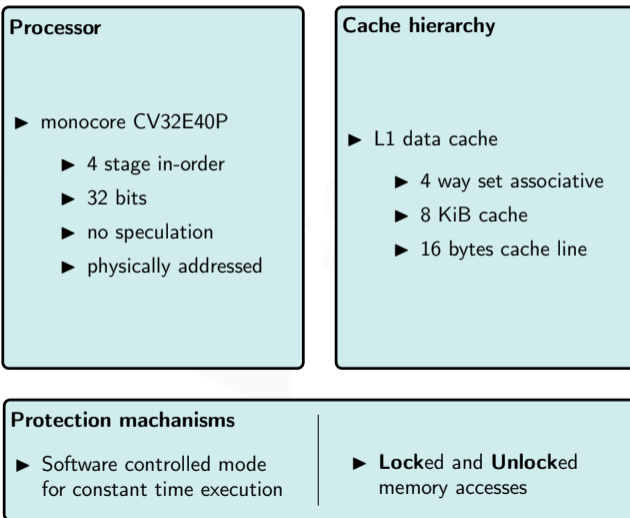 Processor
▶ monocore CV32E40P
▶ 4 stage in-order
▶ 32 bits
▶ no speculation
▶ physically addressed
Cache hierarchy
▶ L1 data cache
▶ 4 way set associative
▶ 8 KiB cache
▶ 16 bytes cache line
Protection machanisms
▶ Software controlled mode
for constant time execution
▶ Locked and Unlocked
memory accesses